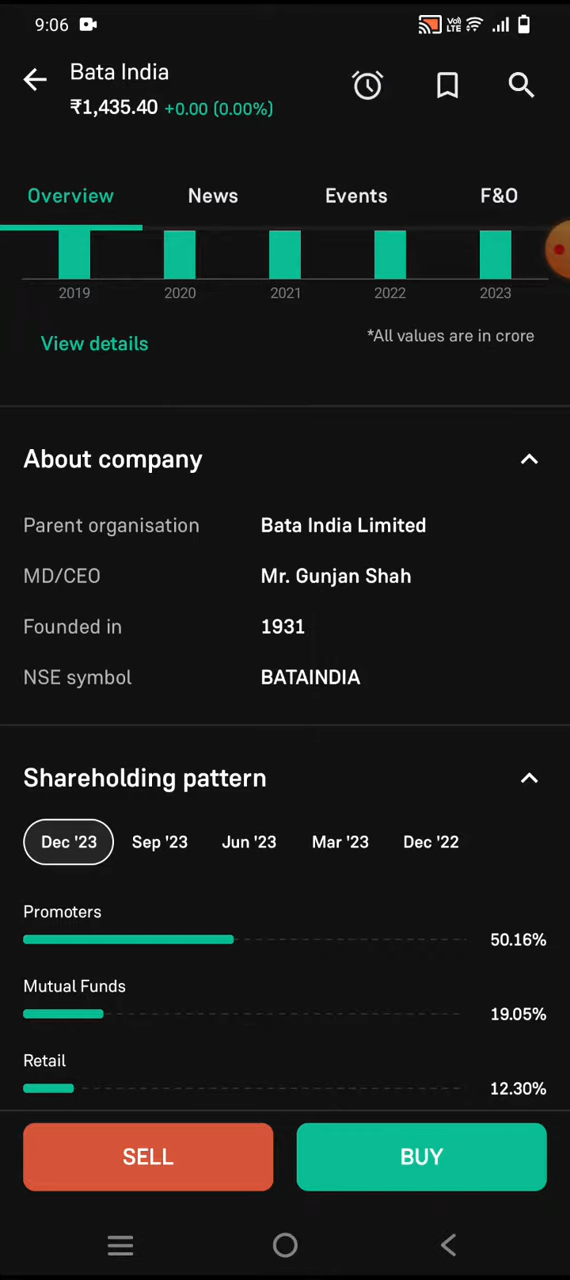 9:06
Vo)
LTE
Bata India
₹1,435.40 +0.00 (0.00%)
Overview News Events F&O
2019 2020 2021 2022 2023
View details *All values are in crore
About company
Parent organisation Bata India Limited
MD/CEO Mr. Gunjan Shah
Founded in 1931
NSE symbol BATAINDIA
Shareholding pattern
Dec '23 Sep '23 Jun '23 Mar '23 Dec '22
Promoters
50.16%
Mutual Funds
19.05%
Retail
12.30%
SELL BUY